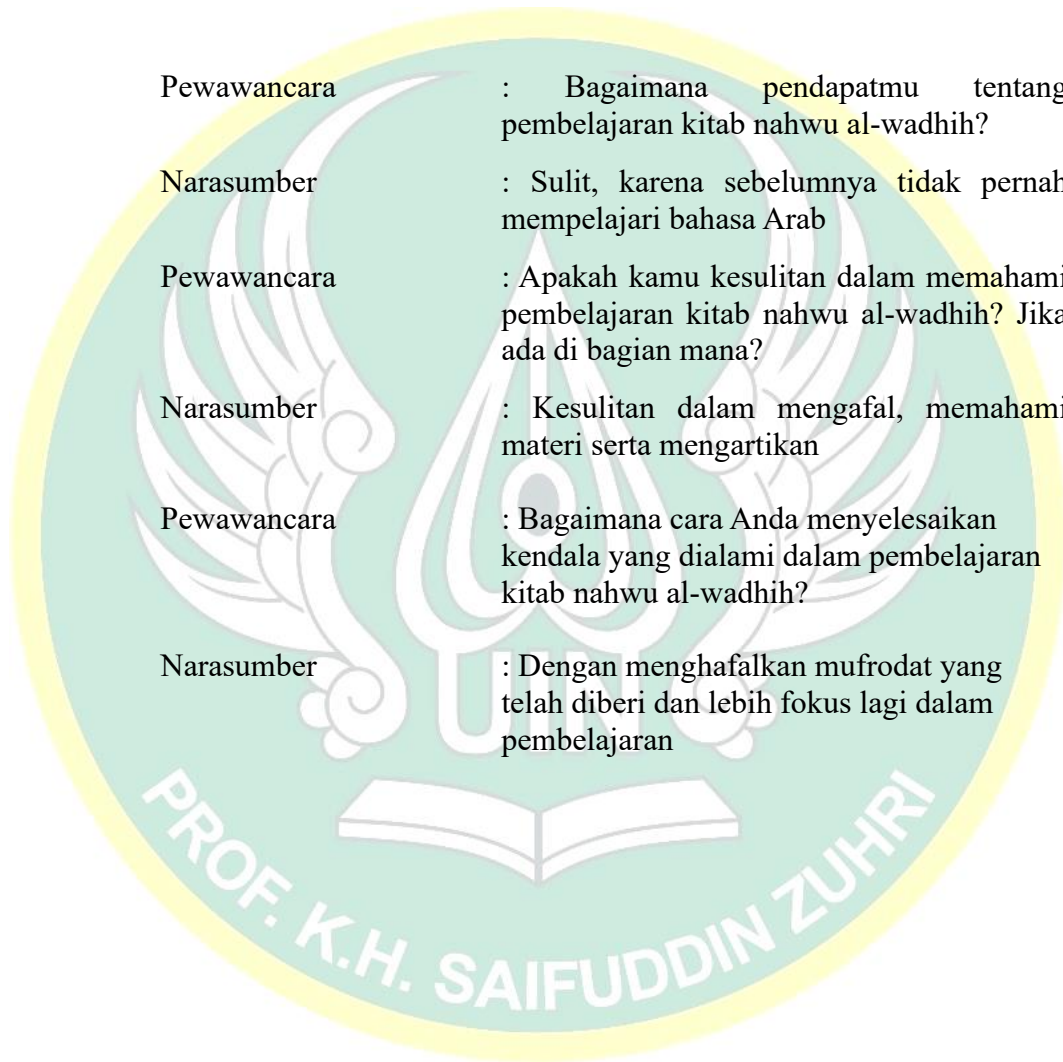 Pewawancara : Bagaimana pendapatmu tentang
pembelajaran kitab nahwu al-wadhih?
Narasumber : Sulit, karena sebelumnya tidak pernah
mempelajari bahasa Arab
Pewawancara : Apakah kamu kesulitan dalam memahami
pembelajaran kitab nahwu al-wadhih? Jika
ada di bagian mana?
Narasumber : Kesulitan dalam mengafal, memahami
materi serta mengartikan
Pewawancara : Bagaimana cara Anda menyelesaikan
kendala yang dialami dalam pembelajaran
kitab nahwu al-wadhih?
Narasumber : Dengan menghafalkan mufrodat yang
telah diberi dan lebih fokus lagi dalam
pembelajaran
UIN
PROF. K.H. SAIFUDDIN ZUHRI